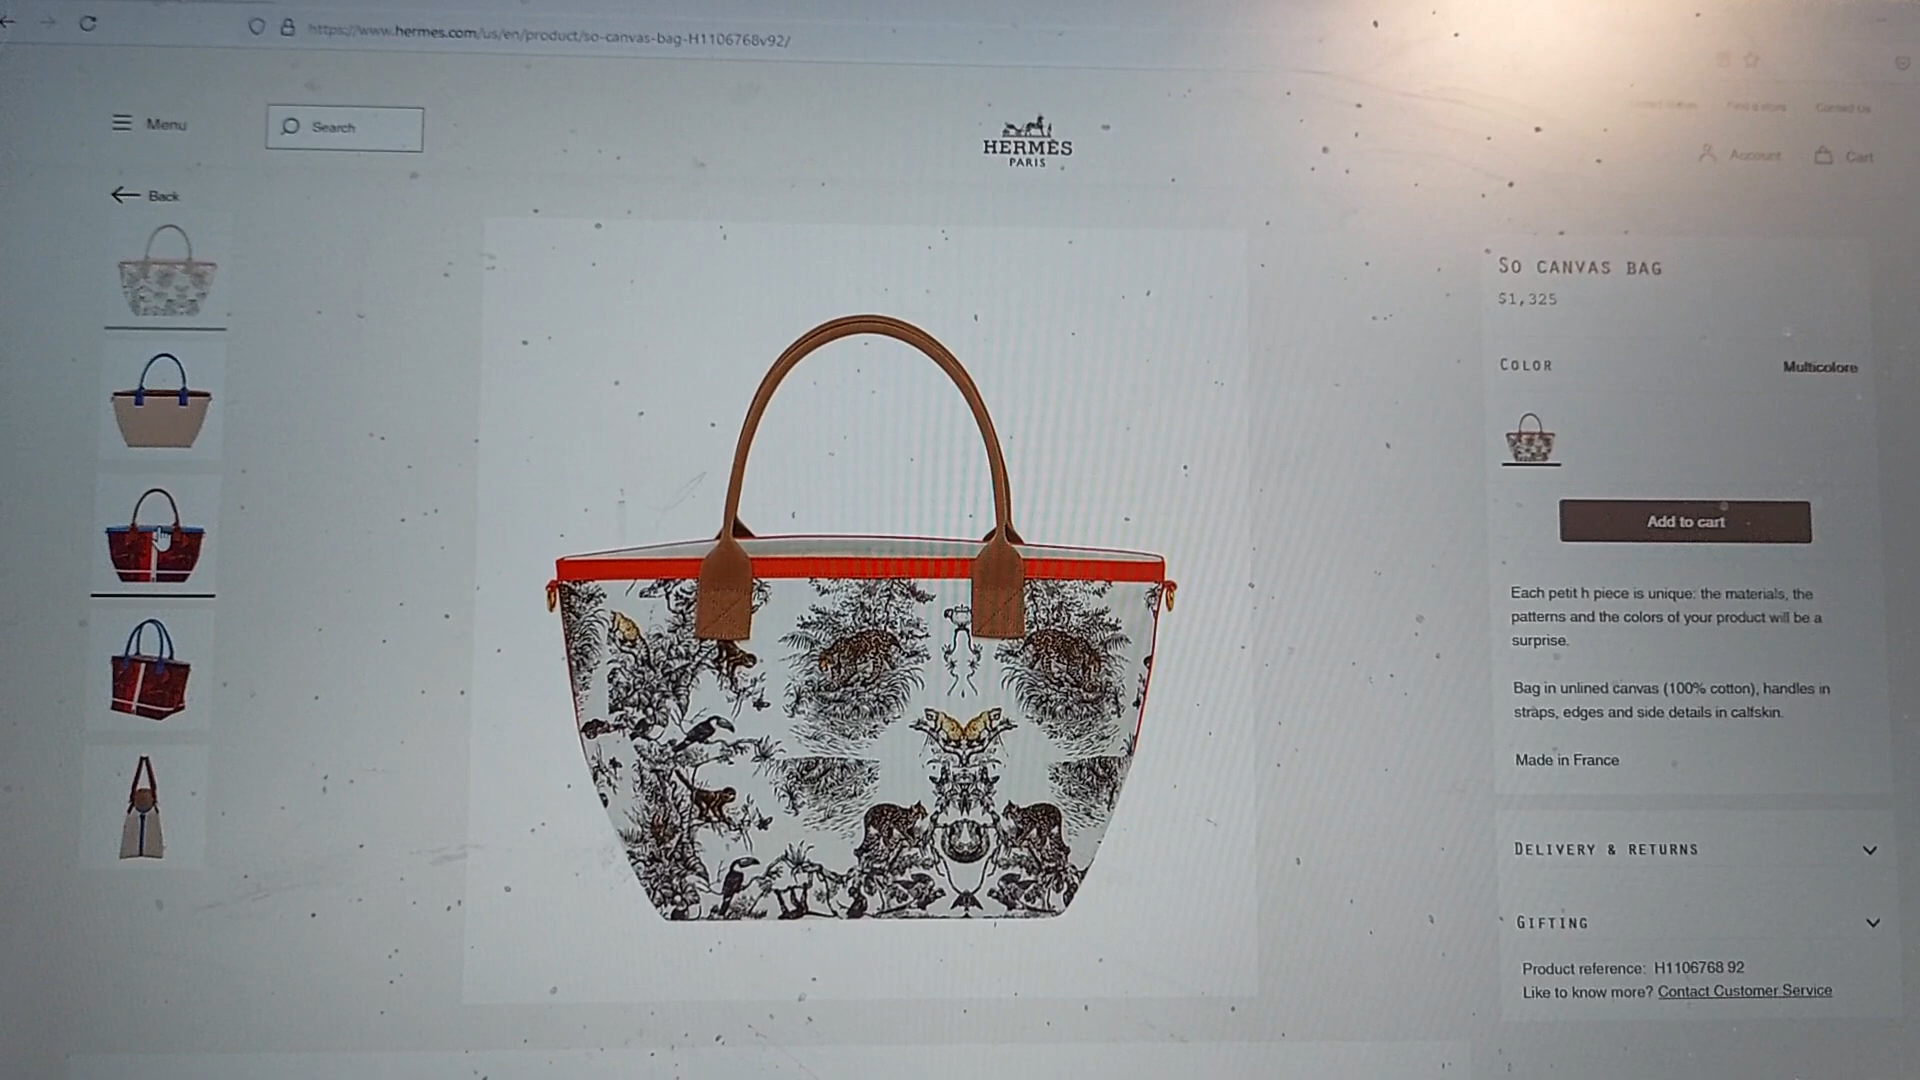 https://www.hermes.com/us/en/product/so-canvas-bag-H1106768v92/
Find a store
Contact Us
Menu
Search
HERMÈS
PARIS
Account
Cart
Back
SO CANVAS BAG
$1,325
COLOR
Multicolore
Add to cart
Each petit h piece is unique: the materials, the
patterns and the colors of your product will be a
surprise.
Bag in unlined canvas (100% cotton), handles in
straps, edges and side details in calfskin.
Made in France
DELIVERY & RETURNS
GIFTING
Product reference: H1106768 92
Like to know more? Contact Customer Service